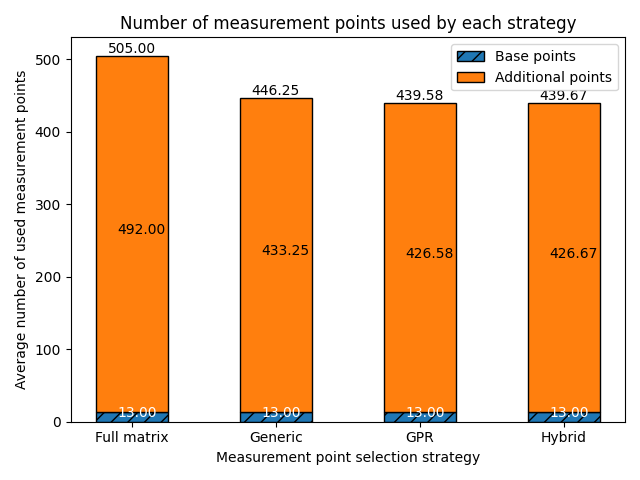 Number of measurement points used by each strategy
Average number of used measurement points
500
400
300
200
100
0
Base points
Additional points
505.00
446.25
439.58
439.67
492.00
433.25
426.58
426.67
13.00
13.00
13.00
13.00
Full matrix
Generic
GPR
Hybrid
Measurement point selection strategy